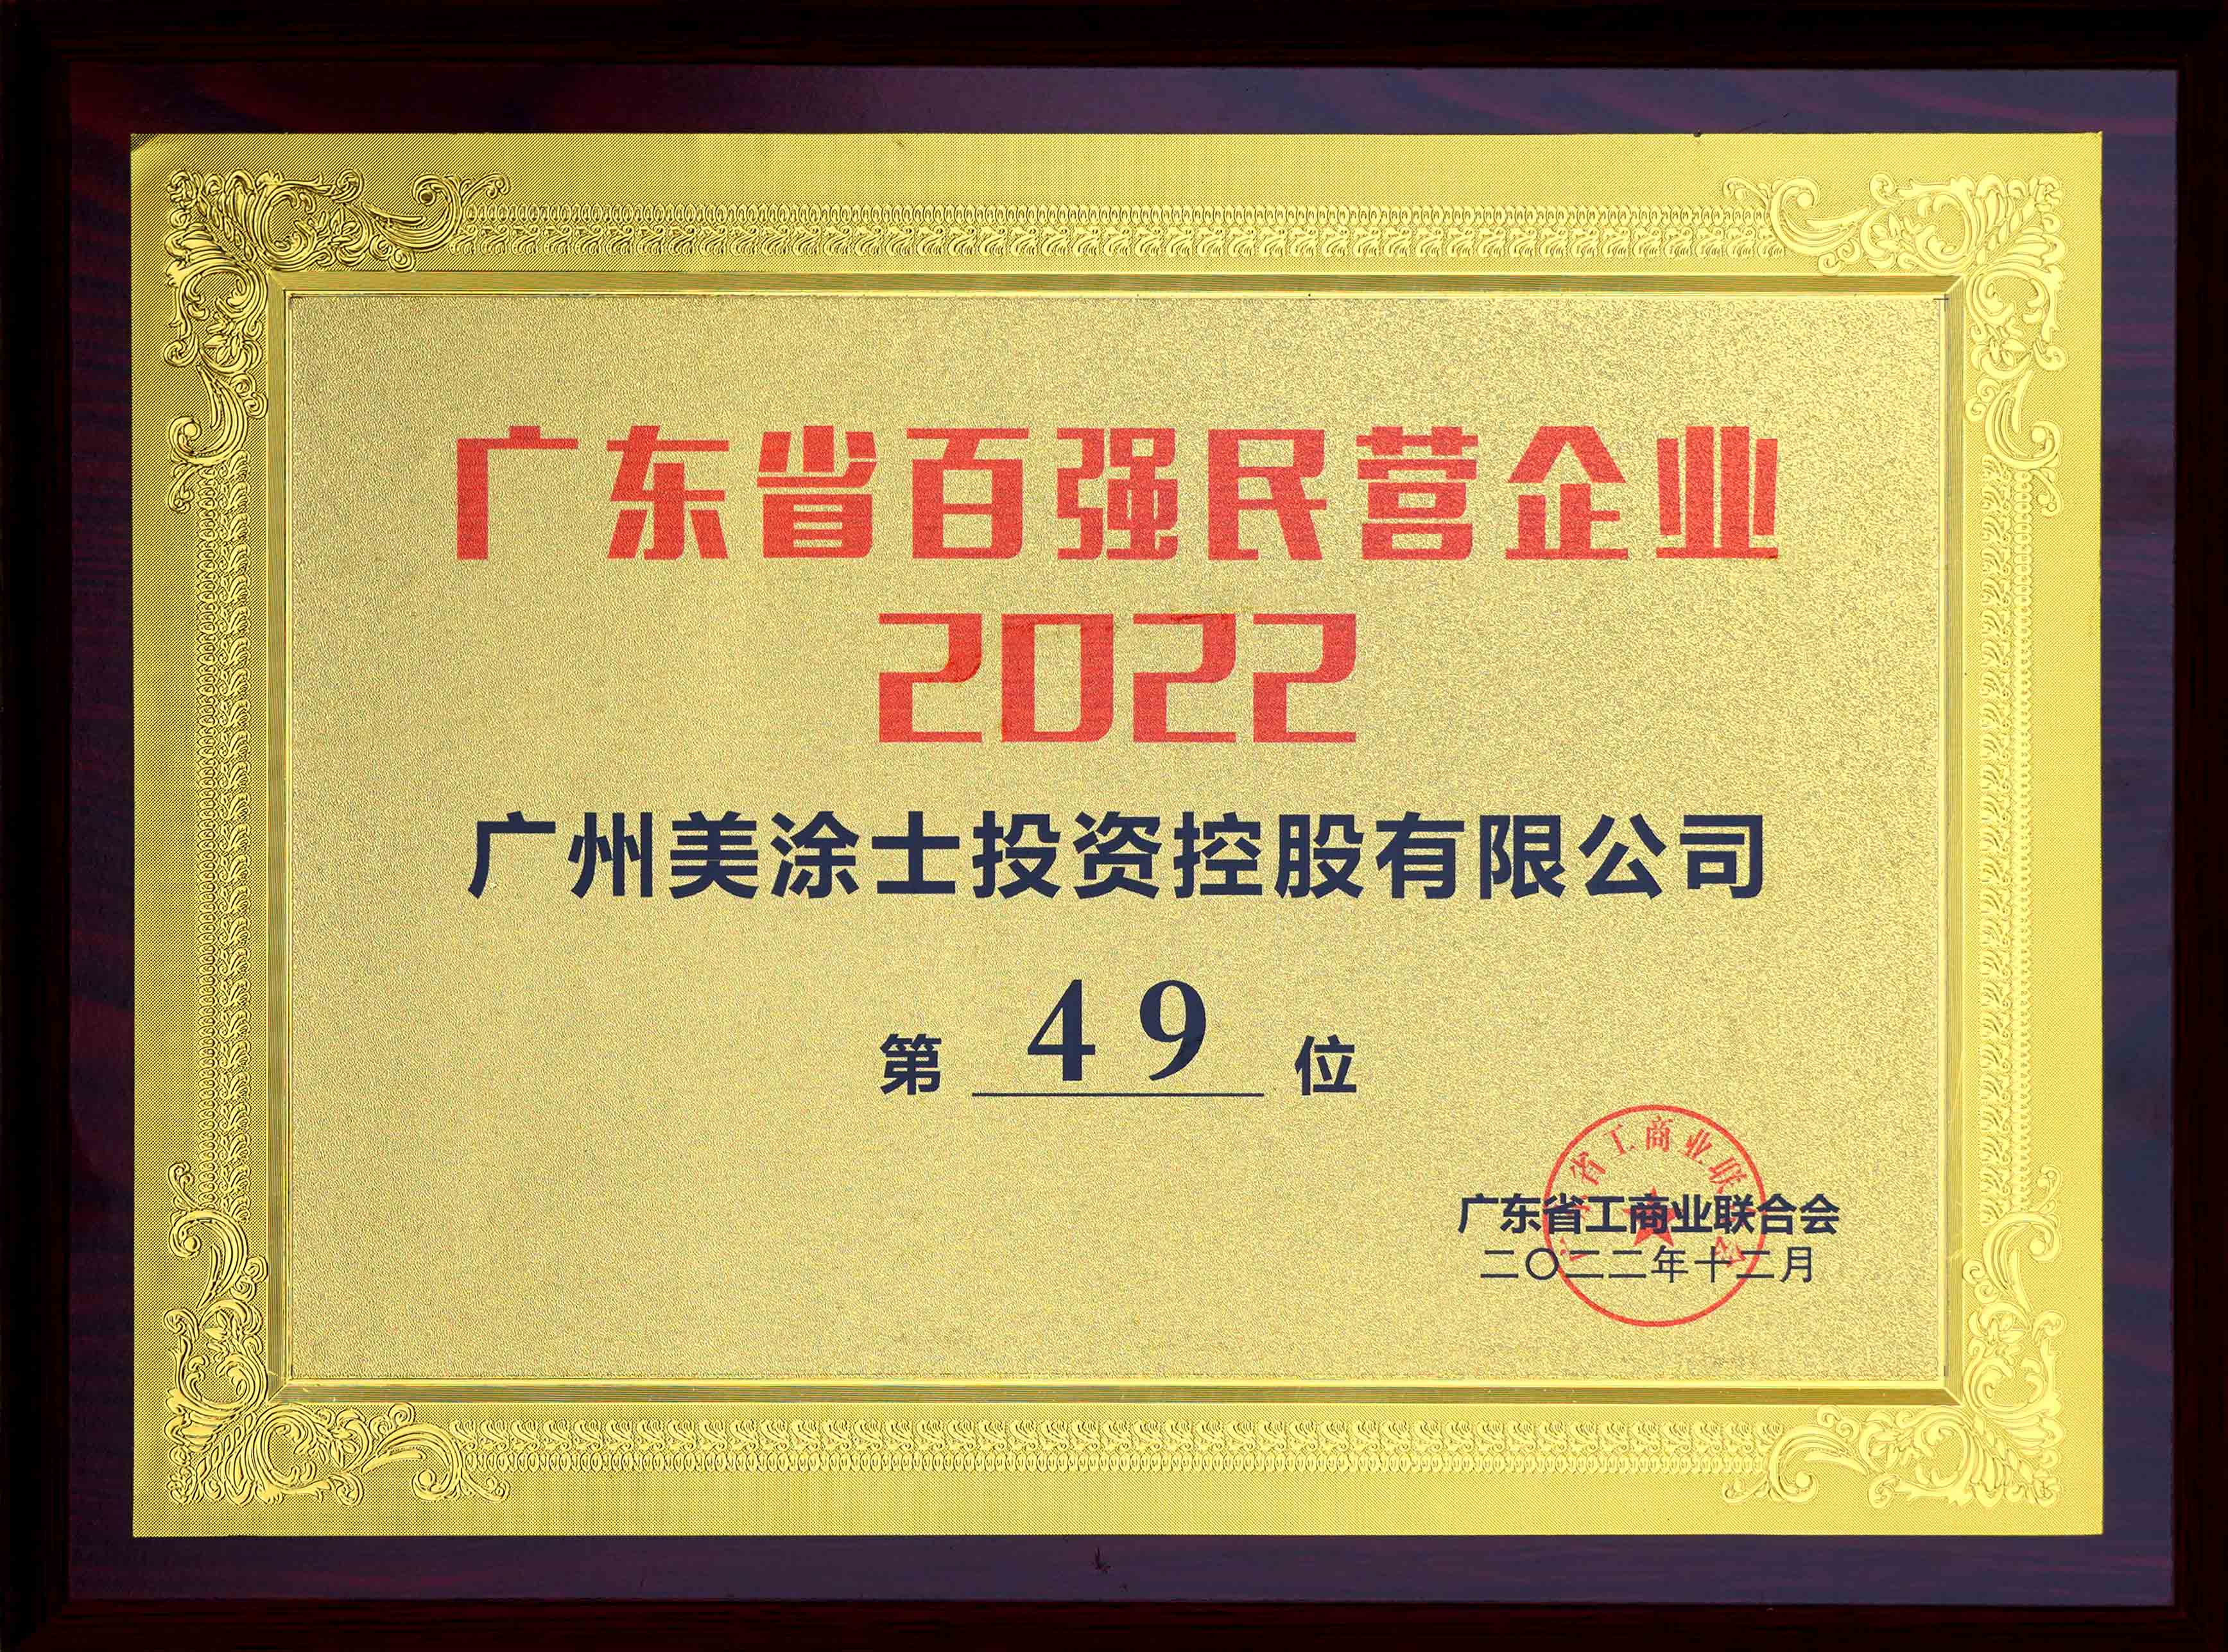 广东省百强民营企业
2022
广州美涂士投资控股有限公司
第 49 位
广东省工商业联合会
二〇二二年十二月